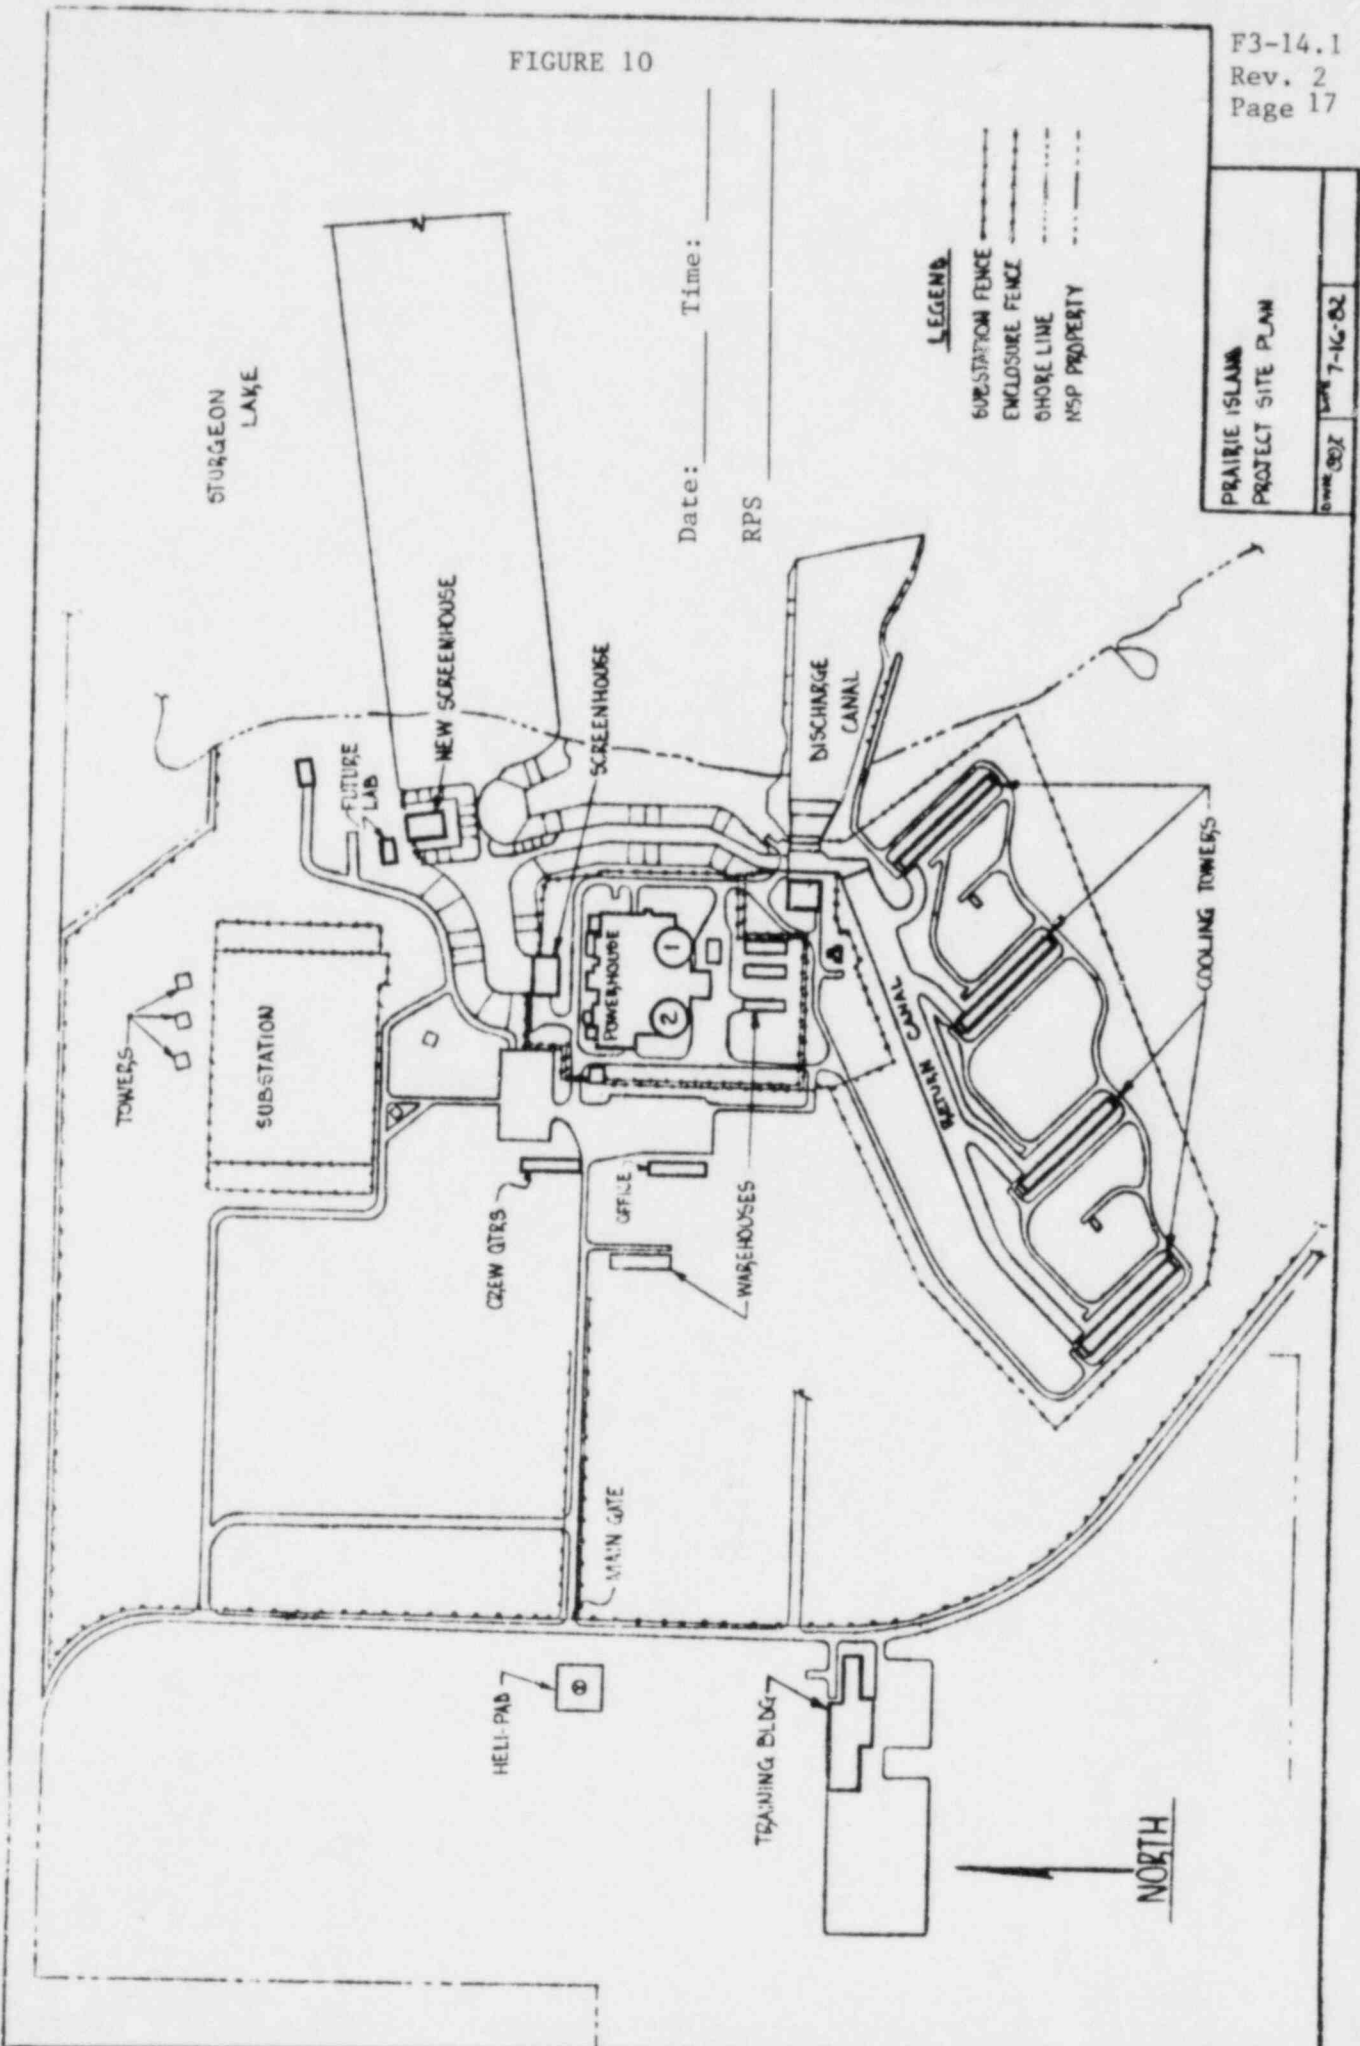 F3-14.1
Rev. 2
Page 17
FIGURE 10
Date: Time:
RPS
STURGEON
LAKE
LEGEND
SUBSTATION FENCE
ENCLOSURE FENCE
SHORE LINE
NSP PROPERTY
PRAIRIE ISLAND
PROJECT SITE PLAN
7-16-82
NEW SCREENHOUSE
SCREENHOUSE
FUTURE
LAB
DISCHARGE
CANAL
COOLING TOWERS
TOWERS
SUBSTATION
POWERHOUSE
1
2
RETURN CANAL
CREW QTRS
OFFICE
WAREHOUSES
MAIN GATE
HELI-PAD
TRAINING BLDG
NORTH